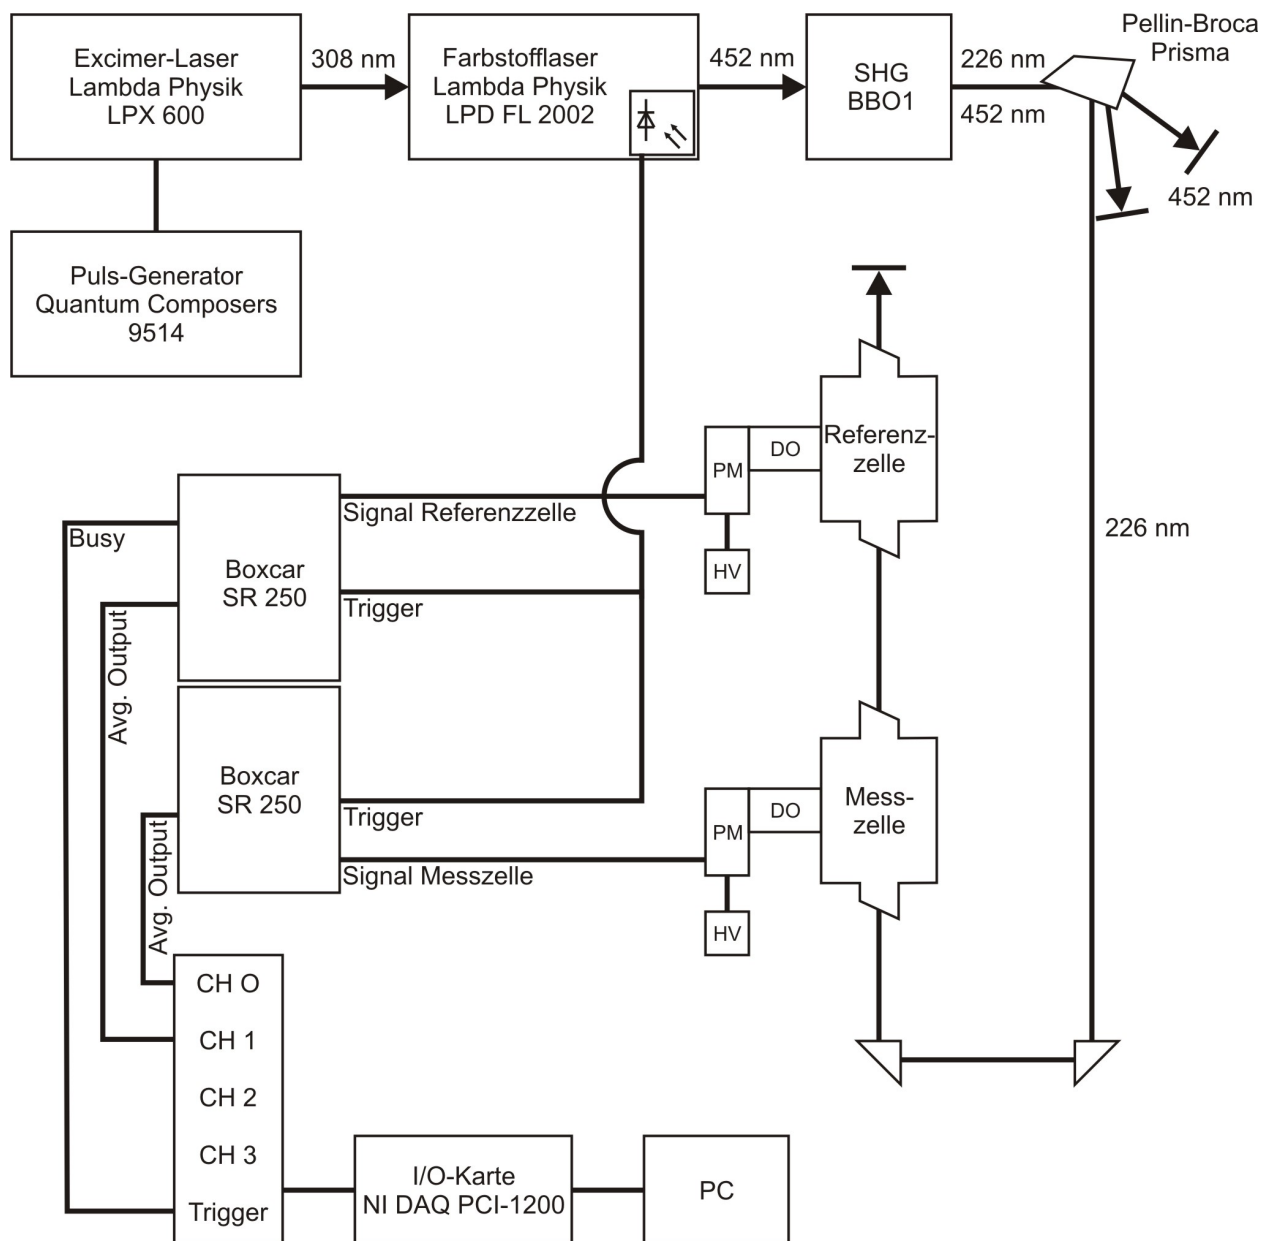 Excimer-Laser
Lambda Physik
LPX 600
308 nm
Farbstofflaser
Lambda Physik
LPD FL 2002
452 nm
SHG
BBO1
226 nm
452 nm
Pellin-Broca
Prisma
452 nm
Puls-Generator
Quantum Composers
9514
Referenz-
zelle
DO
PM
HV
Signal Referenzzelle
Busy
Boxcar
SR 250
Trigger
Avg. Output
226 nm
Boxcar
SR 250
Trigger
Signal Messzelle
Avg. Output
Mess-
zelle
DO
PM
HV
CH O
CH 1
CH 2
CH 3
Trigger
I/O-Karte
NI DAQ PCI-1200
PC